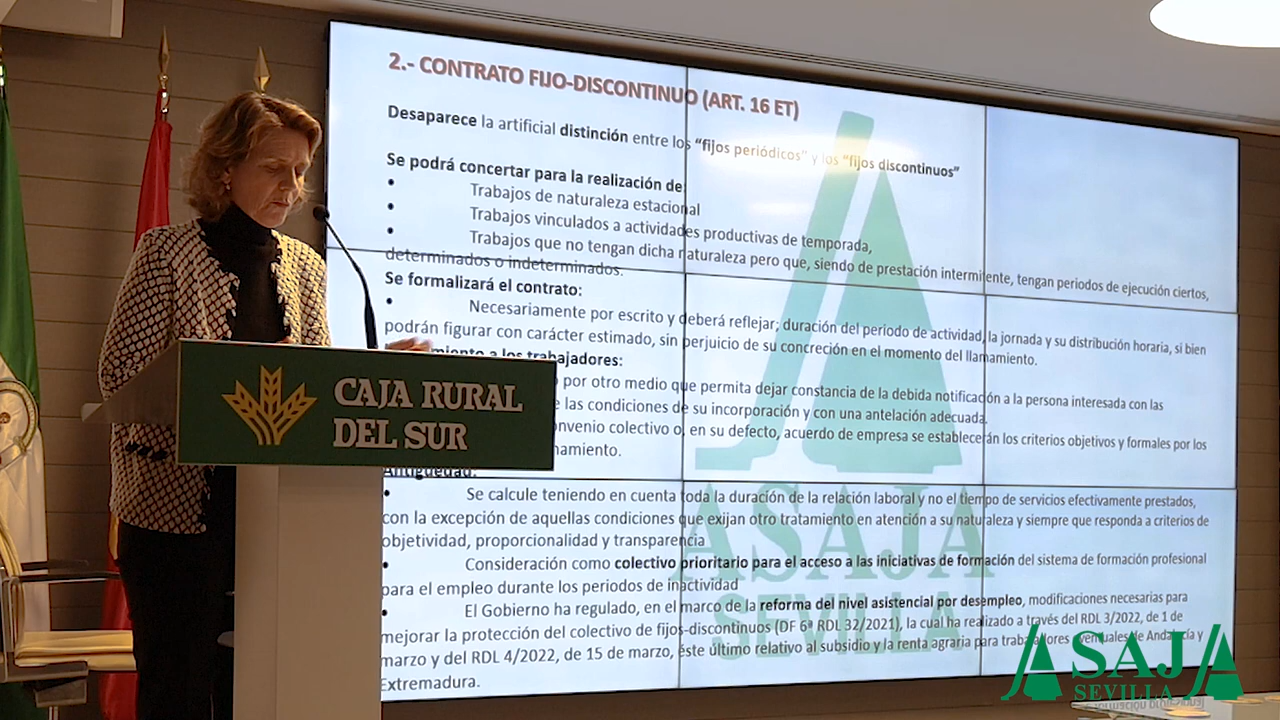 2.- CONTRATO FIJO-DISCONTINUO (ART. 16 ET)
Desaparece la artificial distinción entre los “fijos periódicos” y los “fijos discontinuos”
Se podrá concertar para la realización de:
• Trabajos de naturaleza estacional
• Trabajos vinculados a actividades productivas de temporada,
• Trabajos que no tengan dicha naturaleza pero que, siendo de prestación intermitente, tengan periodos de ejecución ciertos,
determinados o indeterminados.
Se formalizará el contrato:
• Necesariamente por escrito y deberá reflejar; duración del periodo de actividad, la jornada y su distribución horaria, si bien
podrán figurar con carácter estimado, sin perjuicio de su concreción en el momento del llamamiento.
a los trabajadores:
por otro medio que permita dejar constancia de la debida notificación a la persona interesada con las
las condiciones de su incorporación y con una antelación adecuada.
colectivo o, en su defecto, acuerdo de empresa se establecerán los criterios objetivos y formales por los
Antigüedad:
• Se calcule teniendo en cuenta toda la duración de la relación laboral y no el tiempo de servicios efectivamente prestados,
con la excepción de aquellas condiciones que exijan otro tratamiento en atención a su naturaleza y siempre que responda a criterios de
objetividad, proporcionalidad y transparencia
• Consideración como colectivo prioritario para el acceso a las iniciativas de formación del sistema de formación profesional
para el empleo durante los periodos de inactividad
• El Gobierno ha regulado, en el marco de la reforma del nivel asistencial por desempleo, modificaciones necesarias para
mejorar la protección del colectivo de fijos-discontinuos (DF 6ª RDL 32/2021), la cual ha realizado a través del RDL 3/2022, de 1 de
marzo y del RDL 4/2022, de 15 de marzo, éste último relativo al subsidio y la renta agraria para trabajadores eventuales de Andalucía y
Extremadura.
ASAJA
SEVILLA
CAJA RURAL
DEL SUR
ASAJA
SEVILLA